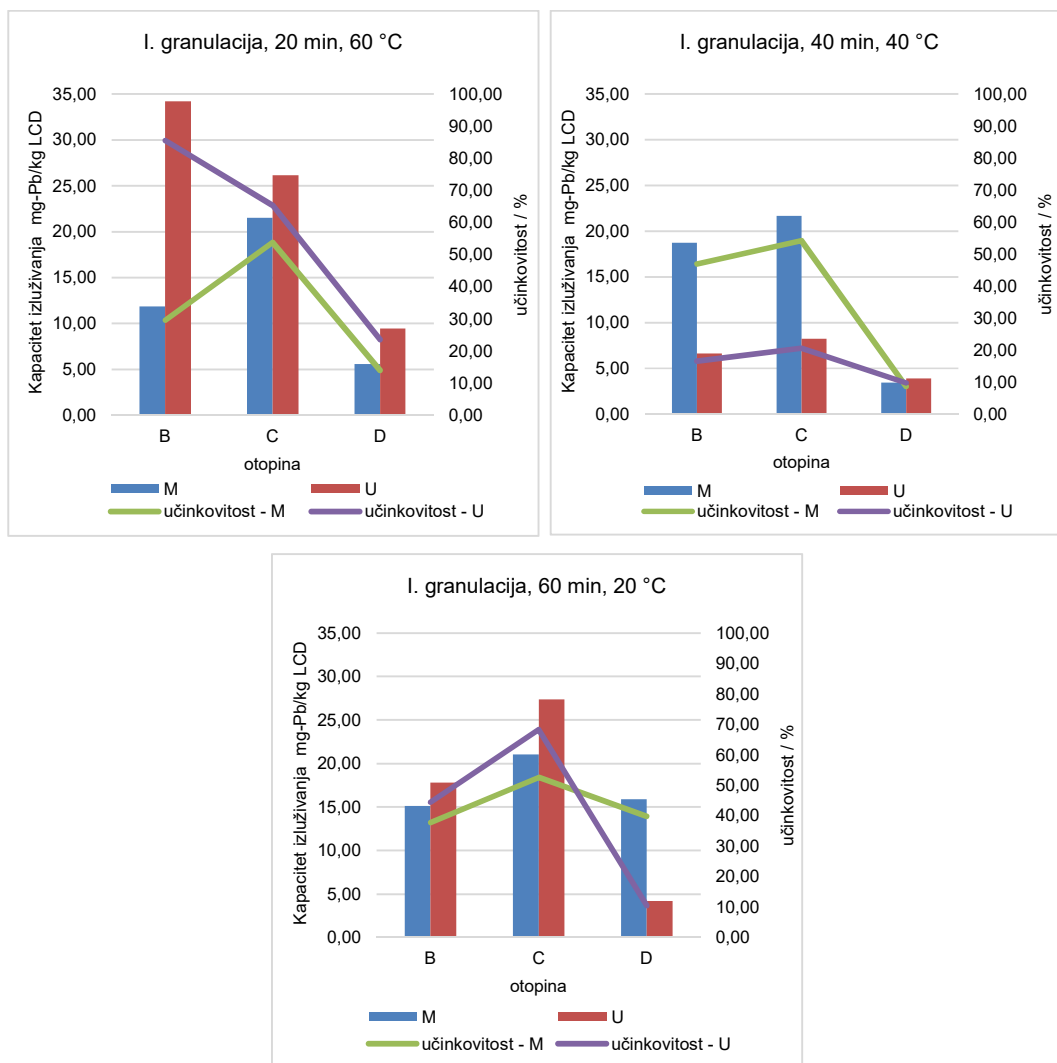 I. granulacija, 20 min, 60 °C
Kapacitet izluživanja mg-Pb/kg LCD
35,00
30,00
25,00
20,00
15,00
10,00
5,00
0,00
100,00
90,00
80,00
70,00
60,00
50,00
40,00
30,00
20,00
10,00
0,00
učinkovitost / %
B C D
otopina
M U
učinkovitost - M učinkovitost - U
I. granulacija, 40 min, 40 °C
Kapacitet izluživanja mg-Pb/kg LCD
35,00
30,00
25,00
20,00
15,00
10,00
5,00
0,00
100,00
90,00
80,00
70,00
60,00
50,00
40,00
30,00
20,00
10,00
0,00
učinkovitost / %
B C D
otopina
M U
učinkovitost - M učinkovitost - U
I. granulacija, 60 min, 20 °C
Kapacitet izluživanja mg-Pb/kg LCD
35,00
30,00
25,00
20,00
15,00
10,00
5,00
0,00
100,00
90,00
80,00
70,00
60,00
50,00
40,00
30,00
20,00
10,00
0,00
učinkovitost / %
B C D
otopina
M U
učinkovitost - M učinkovitost - U